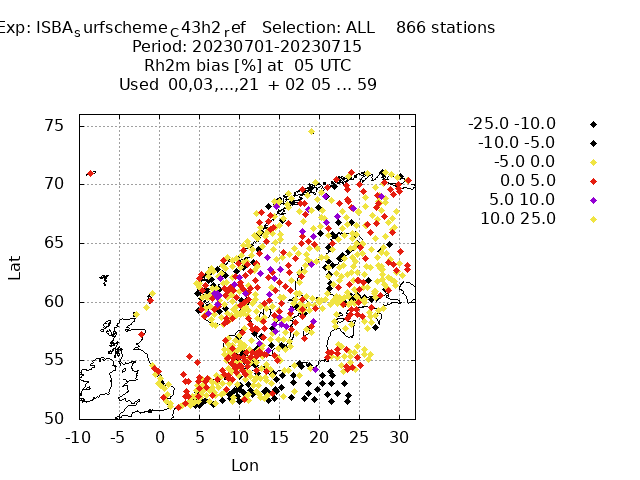 Exp: ISBA_surfscheme_C43h2_ref Selection: ALL 866 stations
Period: 20230701-20230715
Rh2m bias [%] at 05 UTC
Used 00,03,...,21 + 02 05 ... 59
-25.0 -10.0
-10.0 -5.0
-5.0 0.0
0.0 5.0
5.0 10.0
10.0 25.0
75
70
65
60
55
50
Lat
-10 -5 0 5 10 15 20 25 30
Lon